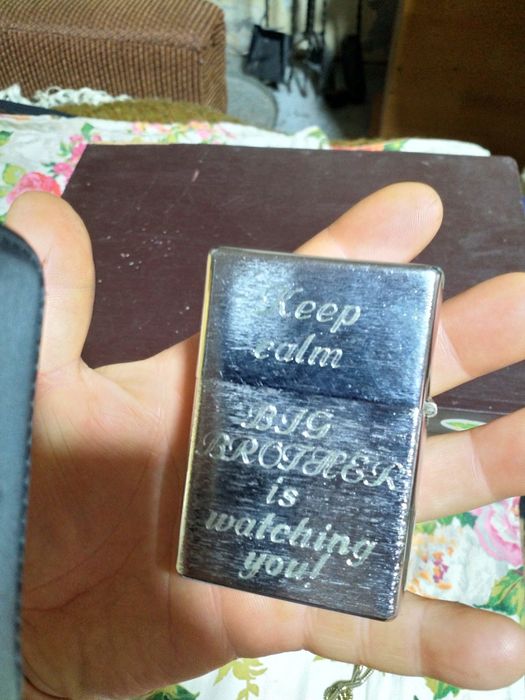 Keep
calm
BIG
BROTHER
is
watching
you!